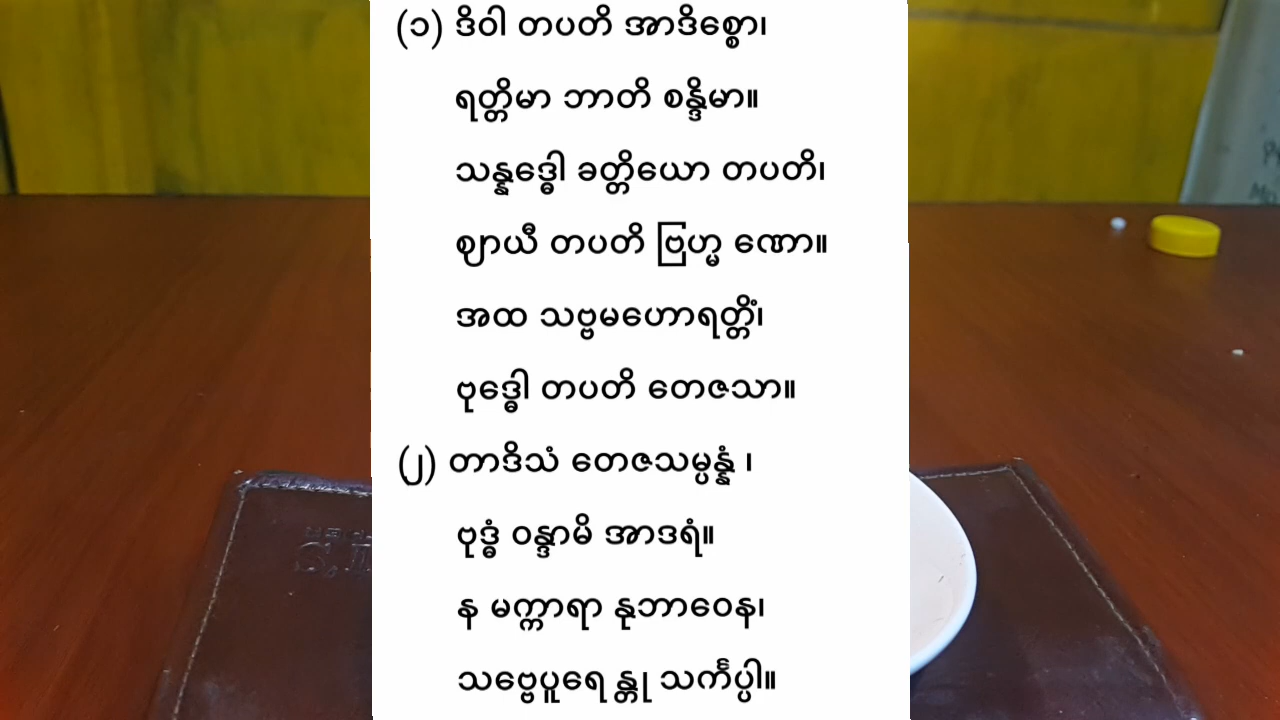 (၁) ဒိဝါ တပတိ အာဒိစ္စော၊
ရတ္တိမာ ဘာတိ စန္ဒိမာ။
သန္နဒ္ဓေါ ခတ္တိယော တပတိ၊
ဈာယီ တပတိ ဗြဟ္မ ဏော။
အထ သဗ္ဗမဟောရတ္တိံ၊
ဗုဒ္ဓေါ တပတိ တေဇသာ။
(၂) တာဒိသံ တေဇသမ္ပန္နံ ၊
ဗုဒ္ဓံ ဝန္ဒာမိ အာဒရံ။
န မက္ကာရာ နုဘာဝေန၊
သဗ္ဗေပူရေ န္တု သင်္ကပ္ပါ။